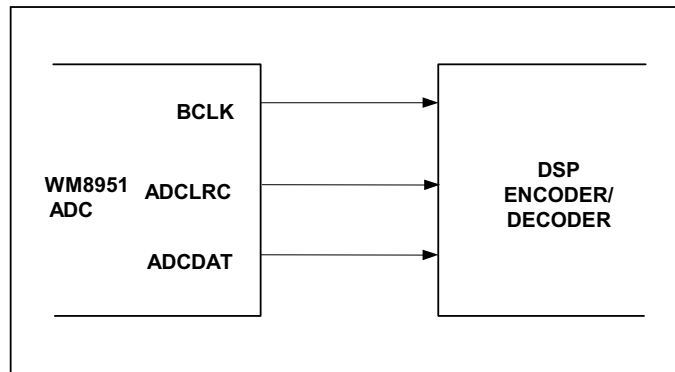 BCLK
WM8951
ADC
ADCLRC
ADCDAT
DSP
ENCODER/
DECODER